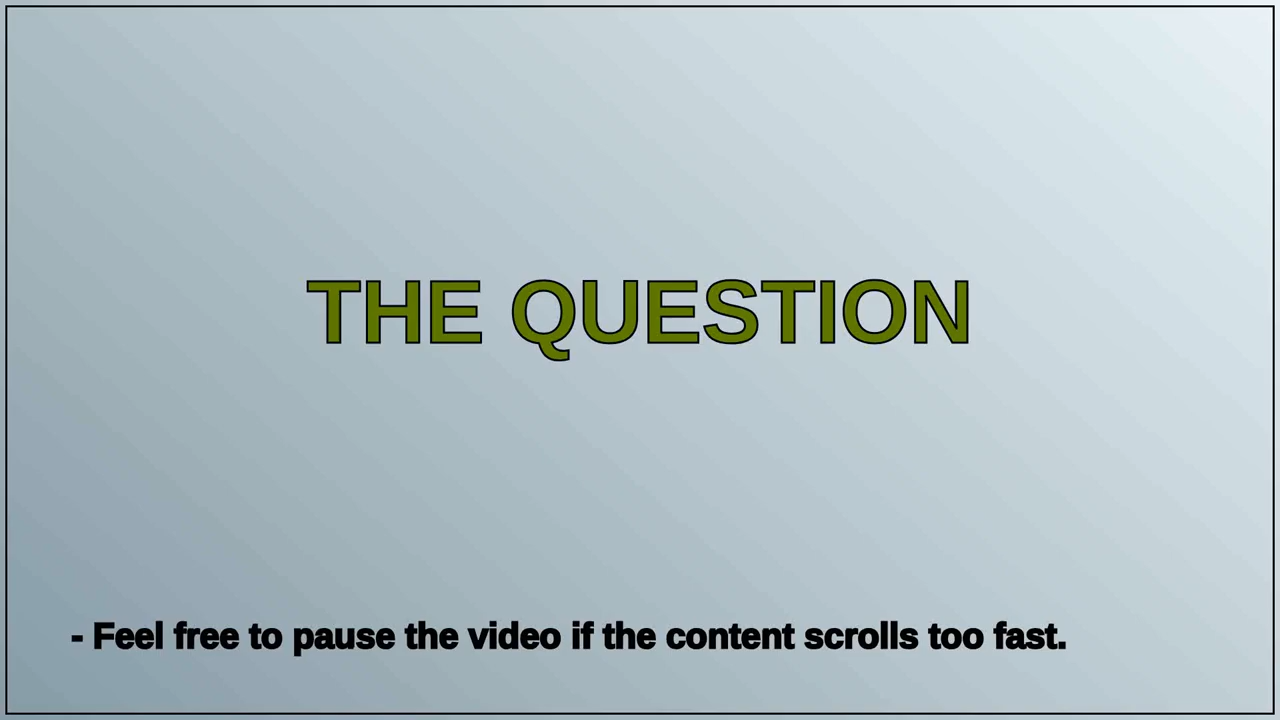 THE QUESTION
- Feel free to pause the video if the content scrolls too fast.